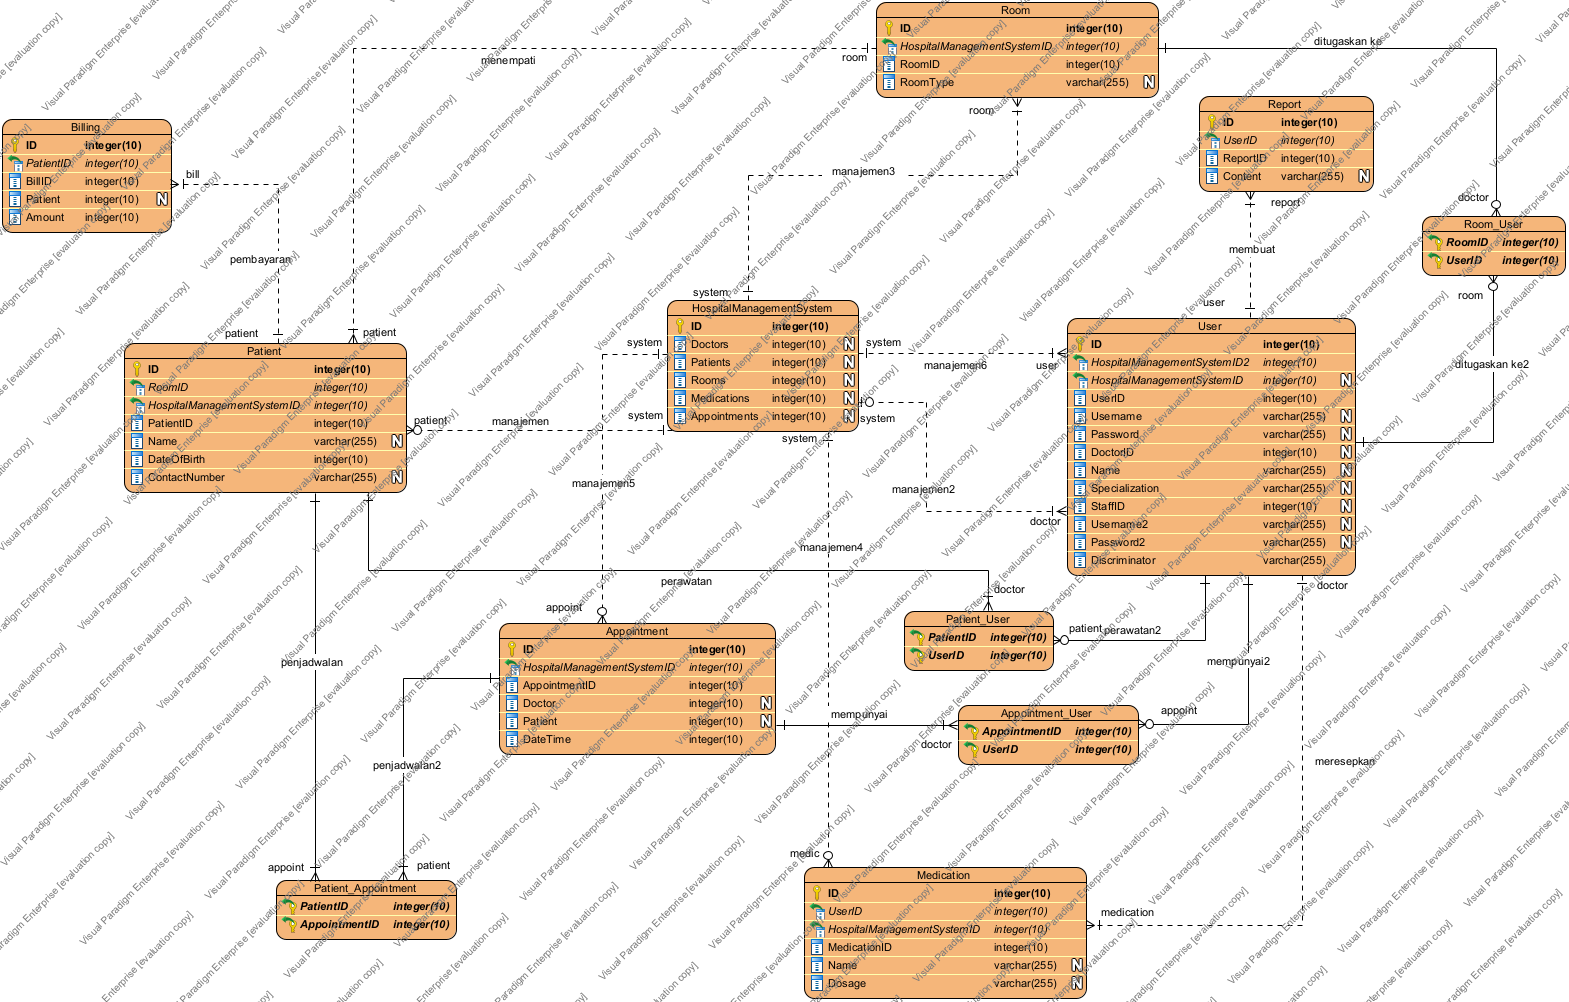 Room
ID integer(10)
HospitalManagementSystemID integer(10)
RoomID integer(10)
RoomType varchar(255) N
room
menempati
ditugaskan ke
room
Report
ID integer(10)
UserID integer(10)
ReportID integer(10)
Content varchar(255) N
report
Billing
ID integer(10)
PatientID integer(10)
BillID integer(10)
Patient integer(10) N
Amount integer(10)
bill
manajemen3
membuat
user
doctor
Room_User
RoomID integer(10)
UserID integer(10)
room
pembayaran
patient
patient
system
HospitalManagementSystem
ID integer(10)
Doctors integer(10) N
Patients integer(10) N
Rooms integer(10) N
Medications integer(10) N
Appointments integer(10) N
system
system
system
system
system
manajemen6
user
ditugaskan ke2
Patient
ID integer(10)
RoomID integer(10)
HospitalManagementSystemID integer(10)
PatientID integer(10)
Name varchar(255) N
DateOfBirth integer(10)
ContactNumber varchar(255) N
patient
manajemen
User
ID integer(10)
HospitalManagementSystemID2 integer(10)
HospitalManagementSystemID integer(10) N
UserID integer(10)
Username varchar(255) N
Password varchar(255) N
DoctorID integer(10) N
Name varchar(255) N
Specialization varchar(255) N
StaffID integer(10) N
Username2 varchar(255) N
Password2 varchar(255) N
Discriminator varchar(255)
manajemen5
manajemen2
doctor
manajemen4
perawatan
doctor
doctor
appoint
Appointment
ID integer(10)
HospitalManagementSystemID integer(10)
AppointmentID integer(10)
Doctor integer(10) N
Patient integer(10) N
DateTime integer(10)
Patient_User
PatientID integer(10)
UserID integer(10)
patient
perawatan2
mempunyai2
penjadwalan
mempunyai
doctor
Appointment_User
AppointmentID integer(10)
UserID integer(10)
appoint
penjadwalan2
meresepkan
appoint
patient
Patient_Appointment
PatientID integer(10)
AppointmentID integer(10)
medic
Medication
ID integer(10)
UserID integer(10)
HospitalManagementSystemID integer(10)
MedicationID integer(10)
Name varchar(255) N
Dosage varchar(255) N
medication
Visual Paradigm Enterprise [evaluation copy]